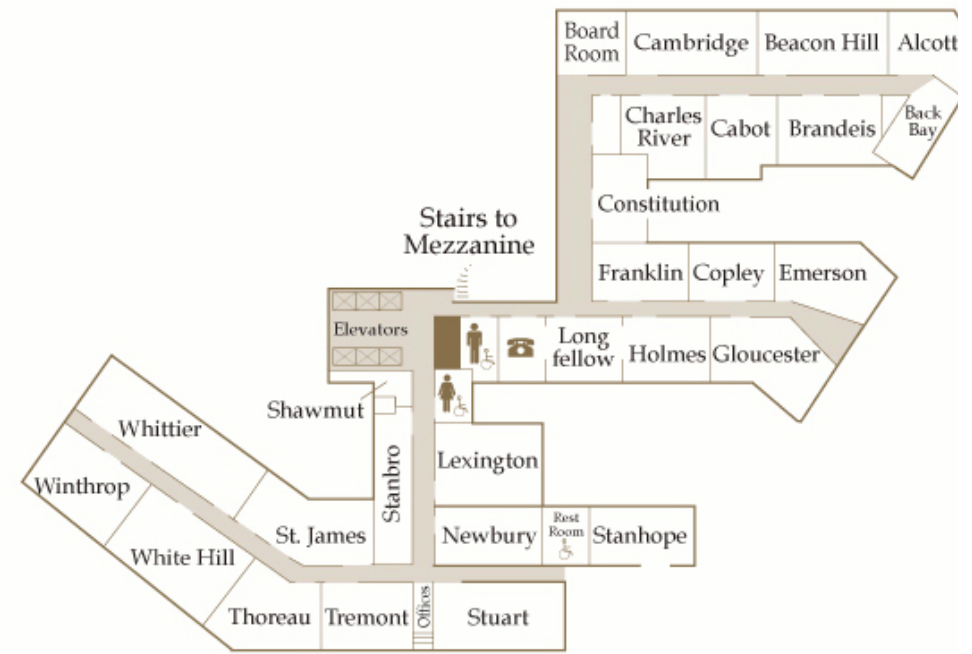 Board
Room
Cambridge
Beacon Hill
Alcott
Charles
River
Cabot
Brandeis
Back
Bay
Constitution
Stairs to
Mezzanine
Franklin
Copley
Emerson
Elevators
Long
fellow
Holmes
Gloucester
Shawmut
Whittier
Stanbro
Lexington
Winthrop
St. James
Newbury
Rest
Room
Stanhope
White Hill
Thoreau
Tremont
Offices
Stuart